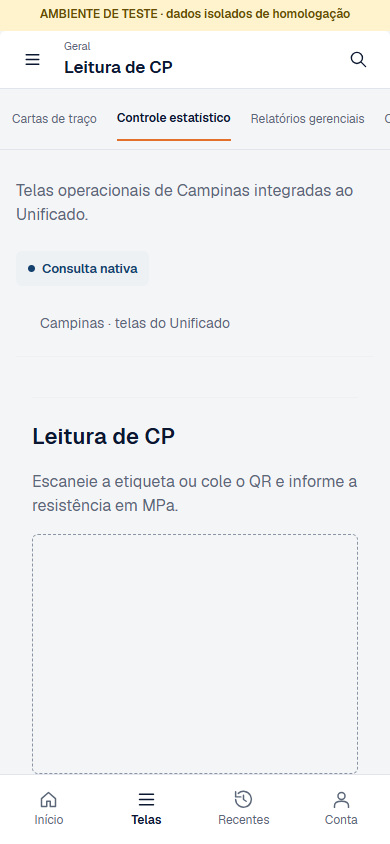 AMBIENTE DE TESTE · dados isolados de homologação
Geral
Leitura de CP
Cartas de traço
Controle estatístico
Relatórios gerenciais
Telas operacionais de Campinas integradas ao
Unificado.
Consulta nativa
Campinas · telas do Unificado
Leitura de CP
Escaneie a etiqueta ou cole o QR e informe a
resistência em MPa.
Início
Telas
Recentes
Conta